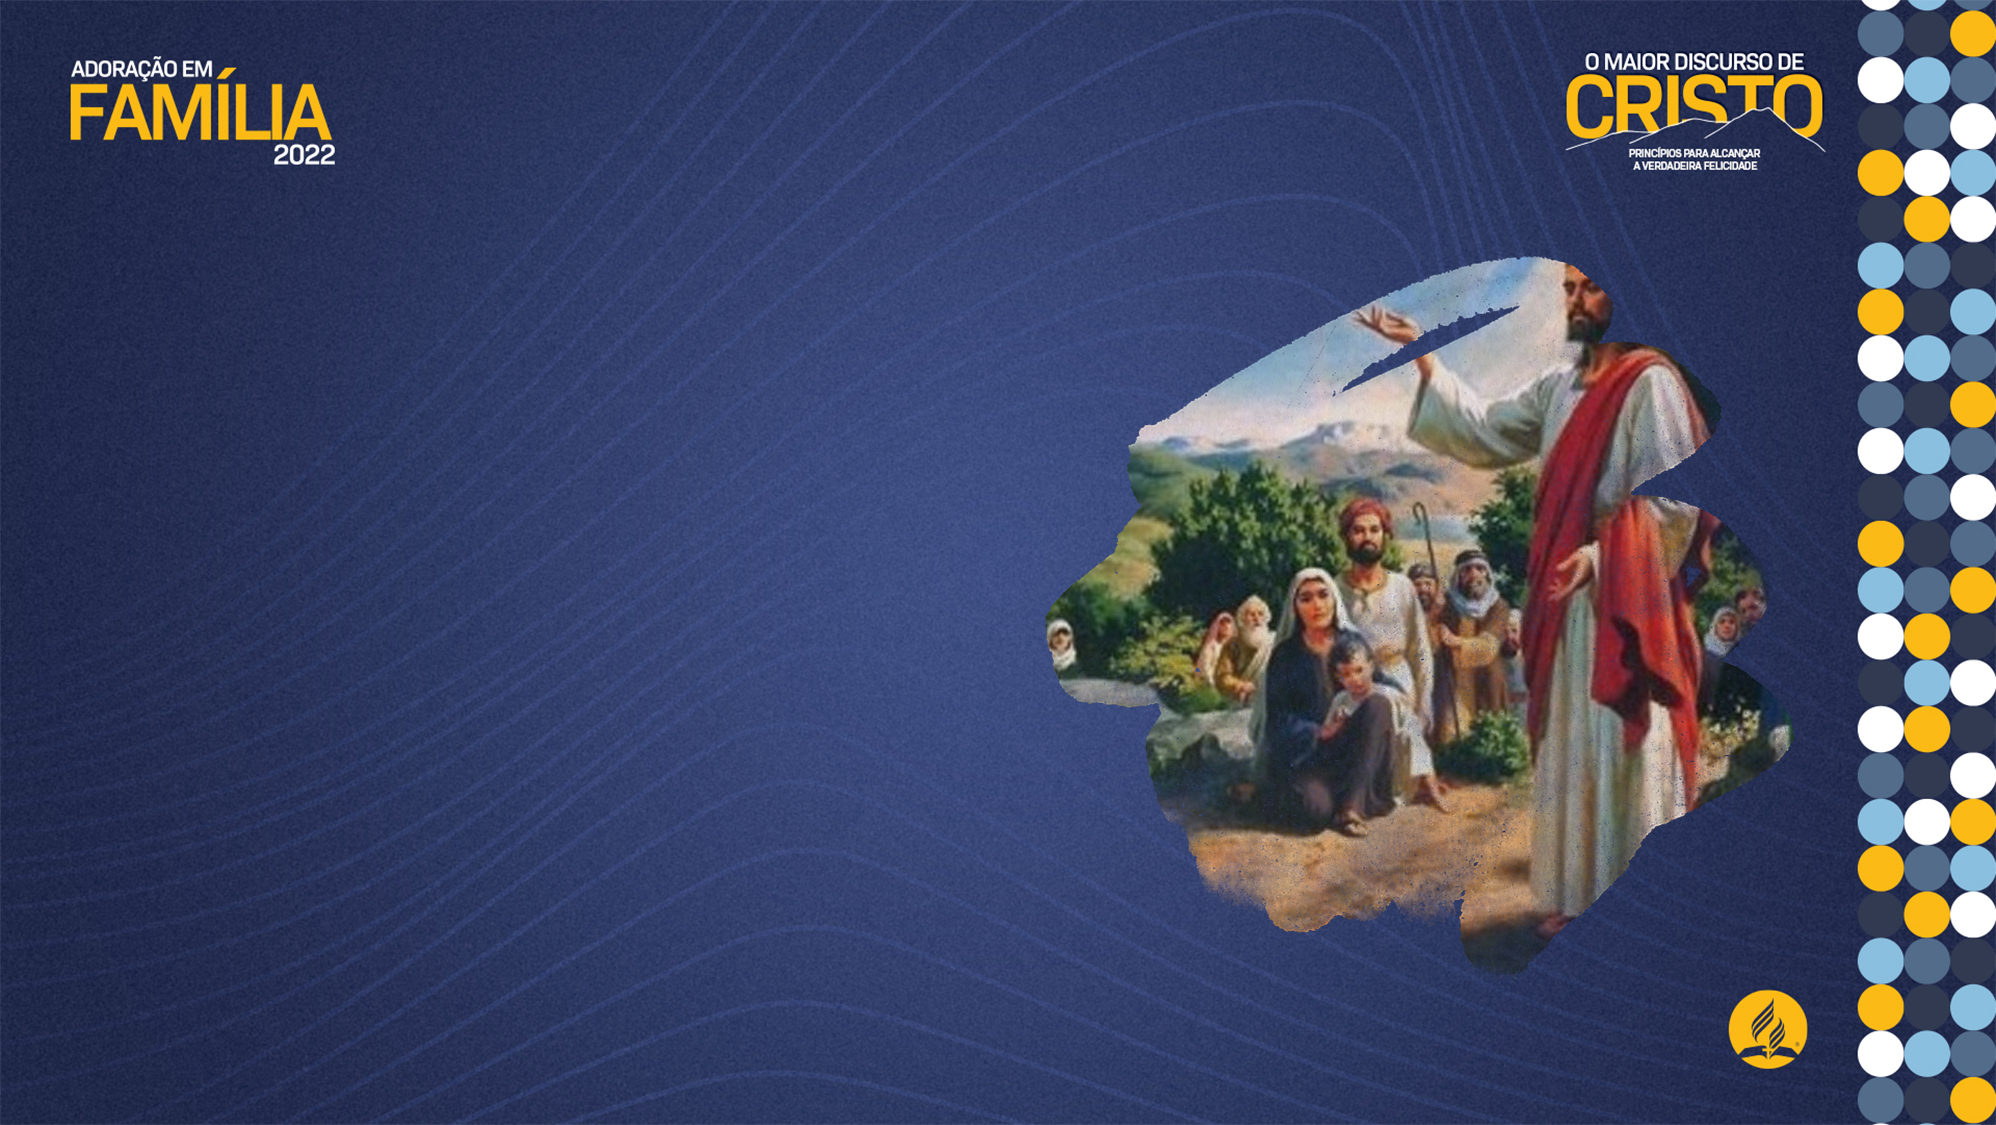 ADORAÇÃO EM
FAMÍLIA
2022
O MAIOR DISCURSO DE
CRISTO
PRINCÍPIOS PARA ALCANÇAR
A VERDADEIRA FELICIDADE